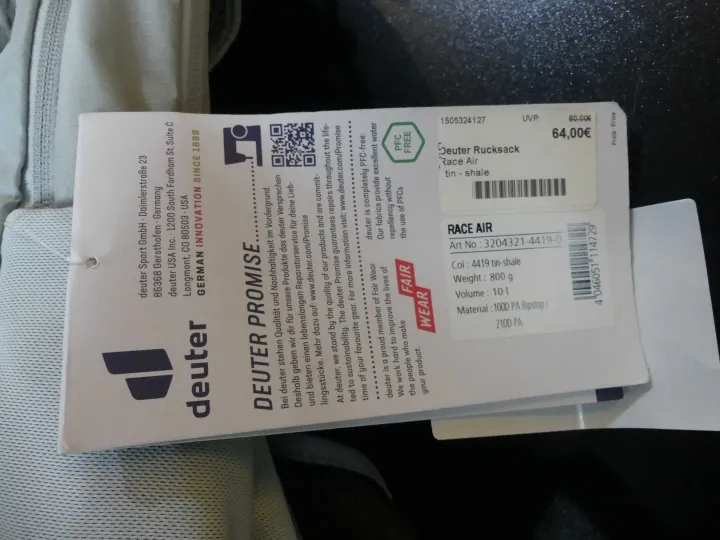 deuter
deuter Sport GmbH · Daimlerstraße 23
86368 Gersthofen · Germany
deuter USA Inc. · 1200 South Fordham St. Suite C
Longmont, CO 80503 · USA
GERMAN INNOVATION SINCE 1898
DEUTER PROMISE
Bei deuter stehen Qualität und Nachhaltigkeit im Vordergrund.
Deshalb geben wir dir für unsere Produkte das deuter Versprechen
und bieten einen lebenslangen Reparaturservice für deine Lieb-
lingsstücke. Mehr dazu auf: www.deuter.com/Promise
At deuter, we stand by the quality of our products and are commit-
ted to sustainability. The deuter Promise guarantees repairs throughout the life-
time of your favourite gear. For more information visit: www.deuter.com/Promise
deuter is a proud member of Fair Wear.
We work hard to improve the lives of
the people who make
your product.
FAIR
WEAR
deuter is completely PFC-free:
Our fabrics provide excellent water
repellency without
the use of PFCs
PFC
FREE
1505324127 UVP: 80,00€
64,00€
Deuter Rucksack
Race Air
tin - shale
Preis · Price
RACE AIR
Art No : 3204321-4419-0
Col : 4419 tin-shale
Weight : 800 g
Volume : 10 l
Material : 100D PA Ripstop /
210D PA
4 046051 114729